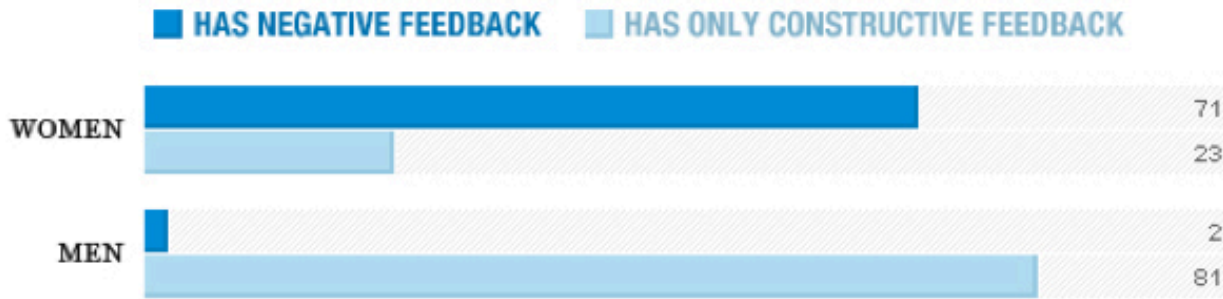 HAS NEGATIVE FEEDBACK HAS ONLY CONSTRUCTIVE FEEDBACK
WOMEN 71
23
MEN 2
81